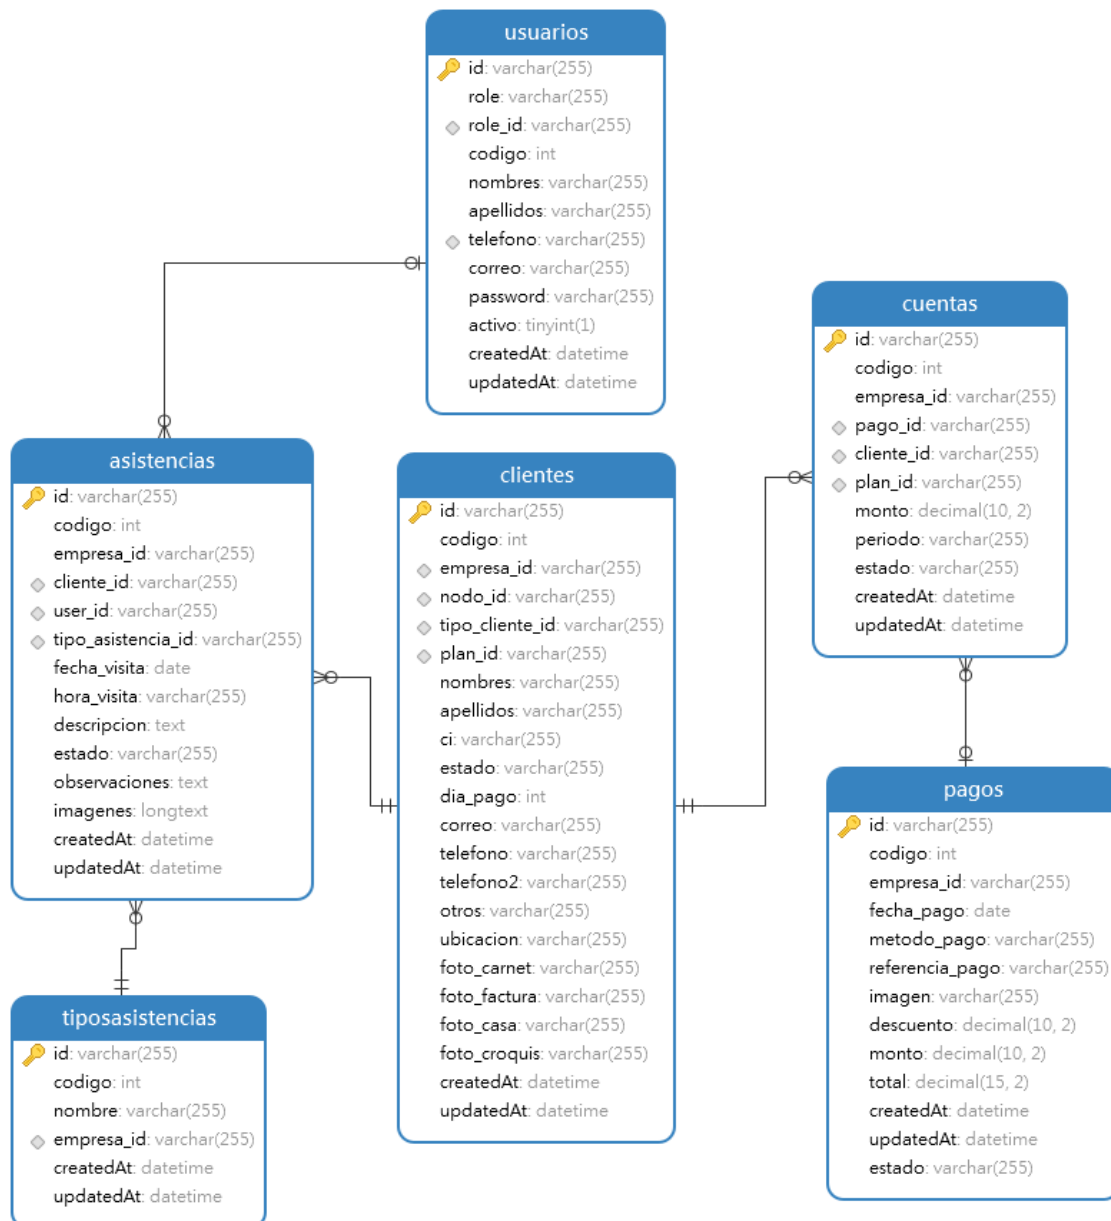 usuarios
id: varchar(255)
role: varchar(255)
role_id: varchar(255)
codigo: int
nombres: varchar(255)
apellidos: varchar(255)
telefono: varchar(255)
correo: varchar(255)
password: varchar(255)
activo: tinyint(1)
createdAt: datetime
updatedAt: datetime
asistencias
id: varchar(255)
codigo: int
empresa_id: varchar(255)
cliente_id: varchar(255)
user_id: varchar(255)
tipo_asistencia_id: varchar(255)
fecha_visita: date
hora_visita: varchar(255)
descripcion: text
estado: varchar(255)
observaciones: text
imagenes: longtext
createdAt: datetime
updatedAt: datetime
tiposasistencias
id: varchar(255)
codigo: int
nombre: varchar(255)
empresa_id: varchar(255)
createdAt: datetime
updatedAt: datetime
clientes
id: varchar(255)
codigo: int
empresa_id: varchar(255)
nodo_id: varchar(255)
tipo_cliente_id: varchar(255)
plan_id: varchar(255)
nombres: varchar(255)
apellidos: varchar(255)
ci: varchar(255)
estado: varchar(255)
dia_pago: int
correo: varchar(255)
telefono: varchar(255)
telefono2: varchar(255)
otros: varchar(255)
ubicacion: varchar(255)
foto_carnet: varchar(255)
foto_factura: varchar(255)
foto_casa: varchar(255)
foto_croquis: varchar(255)
createdAt: datetime
updatedAt: datetime
cuentas
id: varchar(255)
codigo: int
empresa_id: varchar(255)
pago_id: varchar(255)
cliente_id: varchar(255)
plan_id: varchar(255)
monto: decimal(10, 2)
periodo: varchar(255)
estado: varchar(255)
createdAt: datetime
updatedAt: datetime
pagos
id: varchar(255)
codigo: int
empresa_id: varchar(255)
fecha_pago: date
metodo_pago: varchar(255)
referencia_pago: varchar(255)
imagen: varchar(255)
descuento: decimal(10, 2)
monto: decimal(10, 2)
total: decimal(15, 2)
createdAt: datetime
updatedAt: datetime
estado: varchar(255)